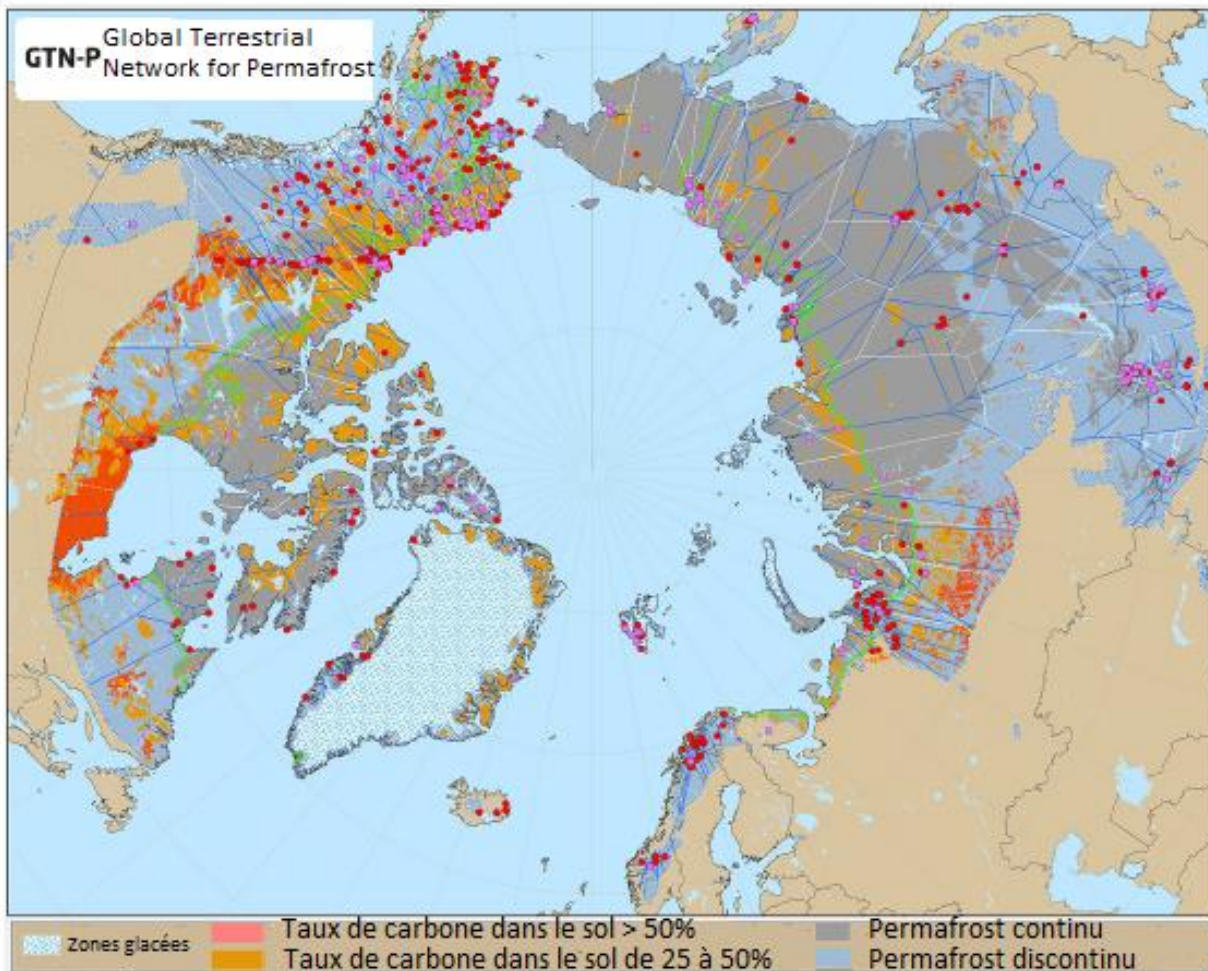 Global Terrestrial
GTN-P Network for Permafrost
Zones glacées
Taux de carbone dans le sol > 50%
Taux de carbone dans le sol de 25 à 50%
Permafrost continu
Permafrost discontinu